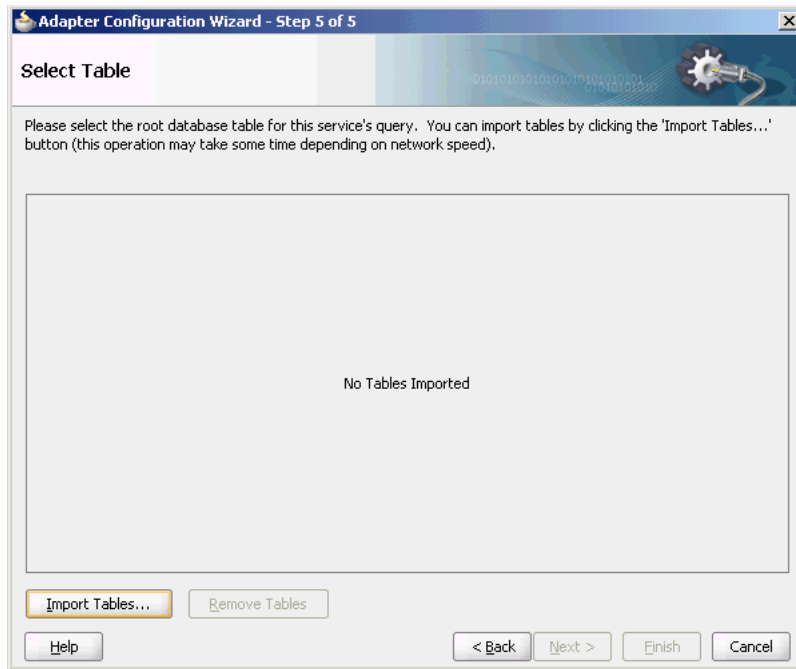 Adapter Configuration Wizard - Step 5 of 5
Select Table
Please select the root database table for this service's query. You can import tables by clicking the 'Import Tables...'
button (this operation may take some time depending on network speed).
No Tables Imported
Import Tables... Remove Tables
Help < Back Next > Finish Cancel